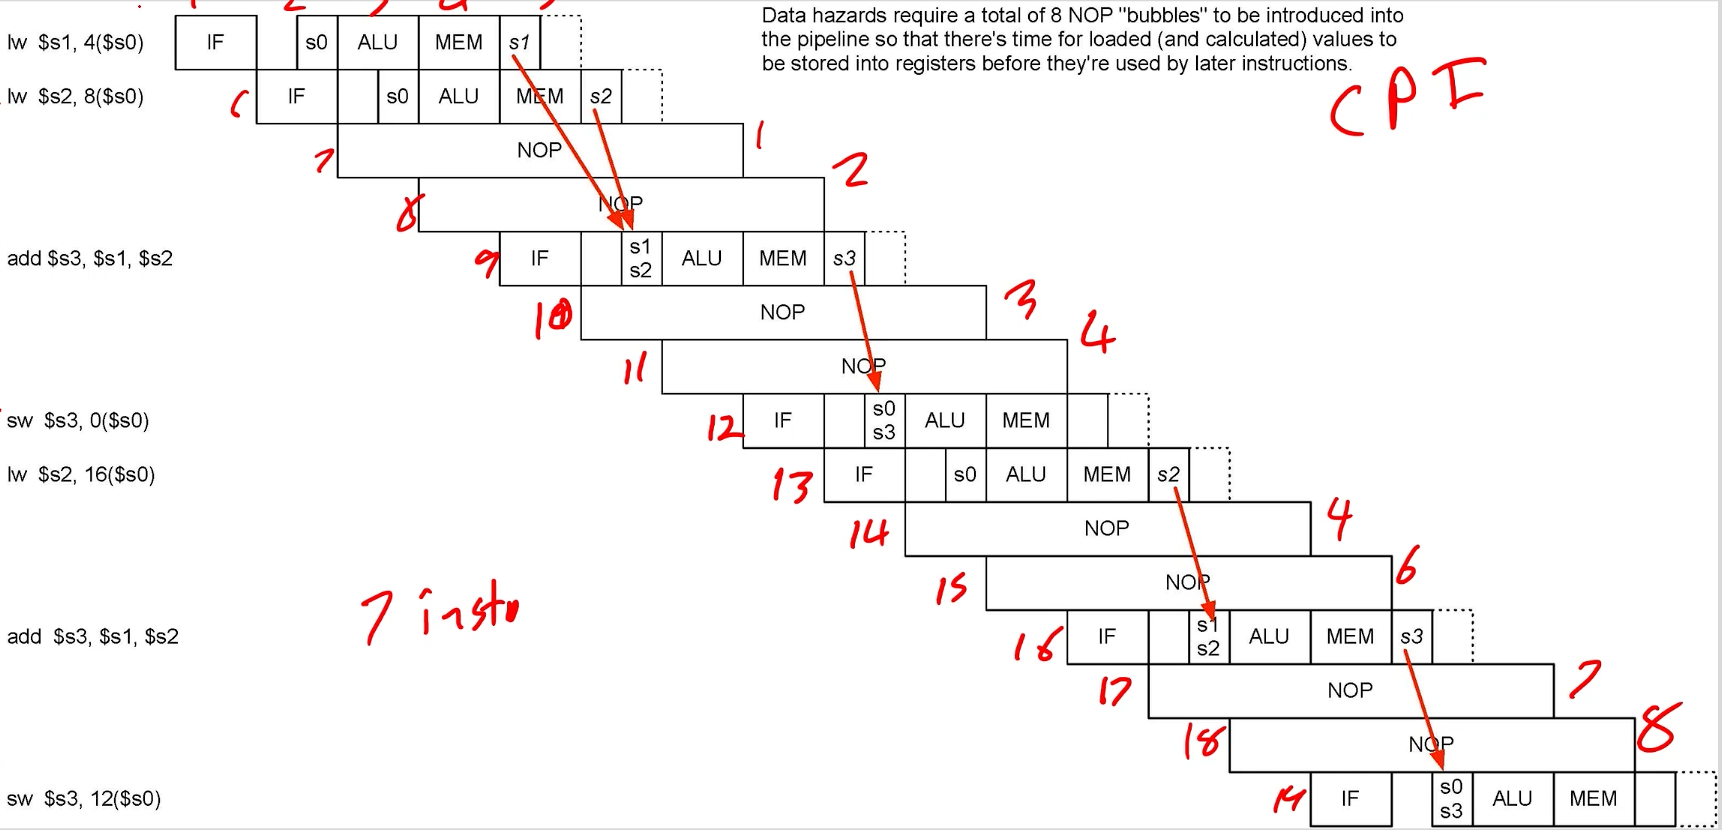 1 2 3 4 5
lw $s1, 4($s0) IF s0 ALU MEM s1
Data hazards require a total of 8 NOP "bubbles" to be introduced into
the pipeline so that there's time for loaded (and calculated) values to
be stored into registers before they're used by later instructions.
CPI
lw $s2, 8($s0) 6 IF s0 ALU MEM s2
7 NOP 1
8 NOP 2
add $s3, $s1, $s2 9 IF s1 s2 ALU MEM s3
10 NOP 3
11 NOP 4
sw $s3, 0($s0) 12 IF s0 s3 ALU MEM
lw $s2, 16($s0) 13 IF s0 ALU MEM s2
14 NOP 4
15 NOP 6
7 instr
add $s3, $s1, $s2 16 IF s1 s2 ALU MEM s3
17 NOP 7
18 NOP 8
sw $s3, 12($s0) 19 IF s0 s3 ALU MEM